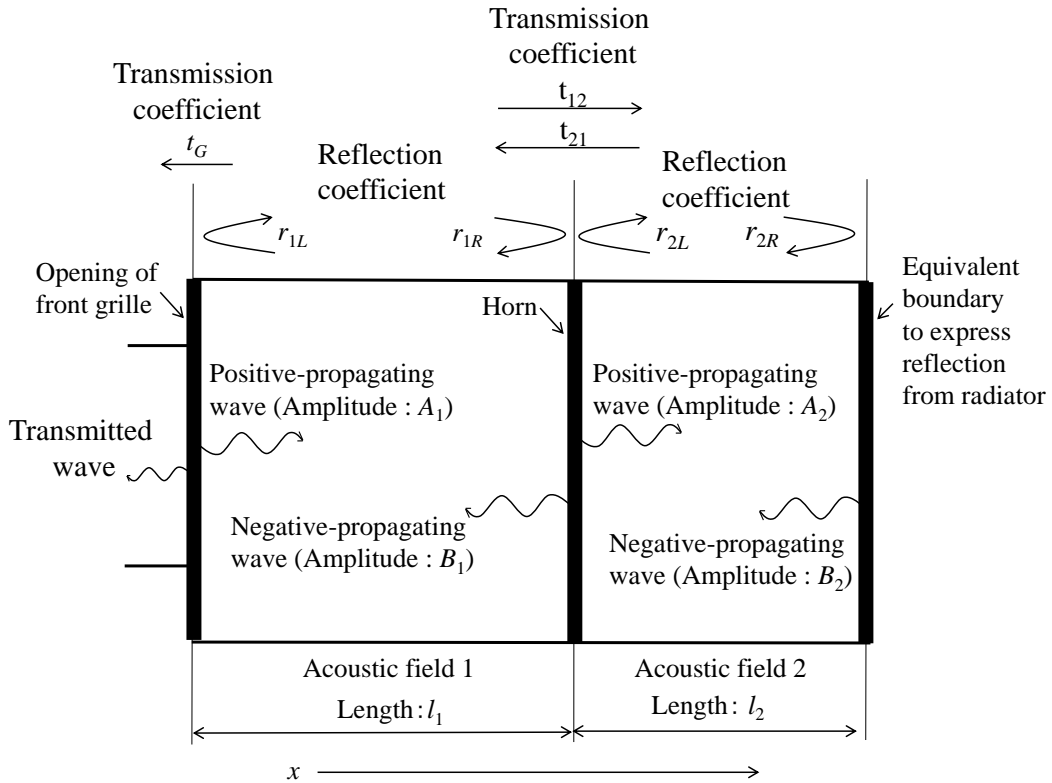 Transmission
coefficient
t12
t21
Transmission
coefficient
tG
Reflection
coefficient
Reflection
coefficient
r1L
r1R
r2L
r2R
Opening of
front grille
Horn
Equivalent
boundary
to express
reflection
from radiator
Positive-propagating
wave (Amplitude : A1)
Positive-propagating
wave (Amplitude : A2)
Transmitted
wave
Negative-propagating
wave (Amplitude : B1)
Negative-propagating
wave (Amplitude : B2)
Acoustic field 1
Length : l1
Acoustic field 2
Length : l2
x